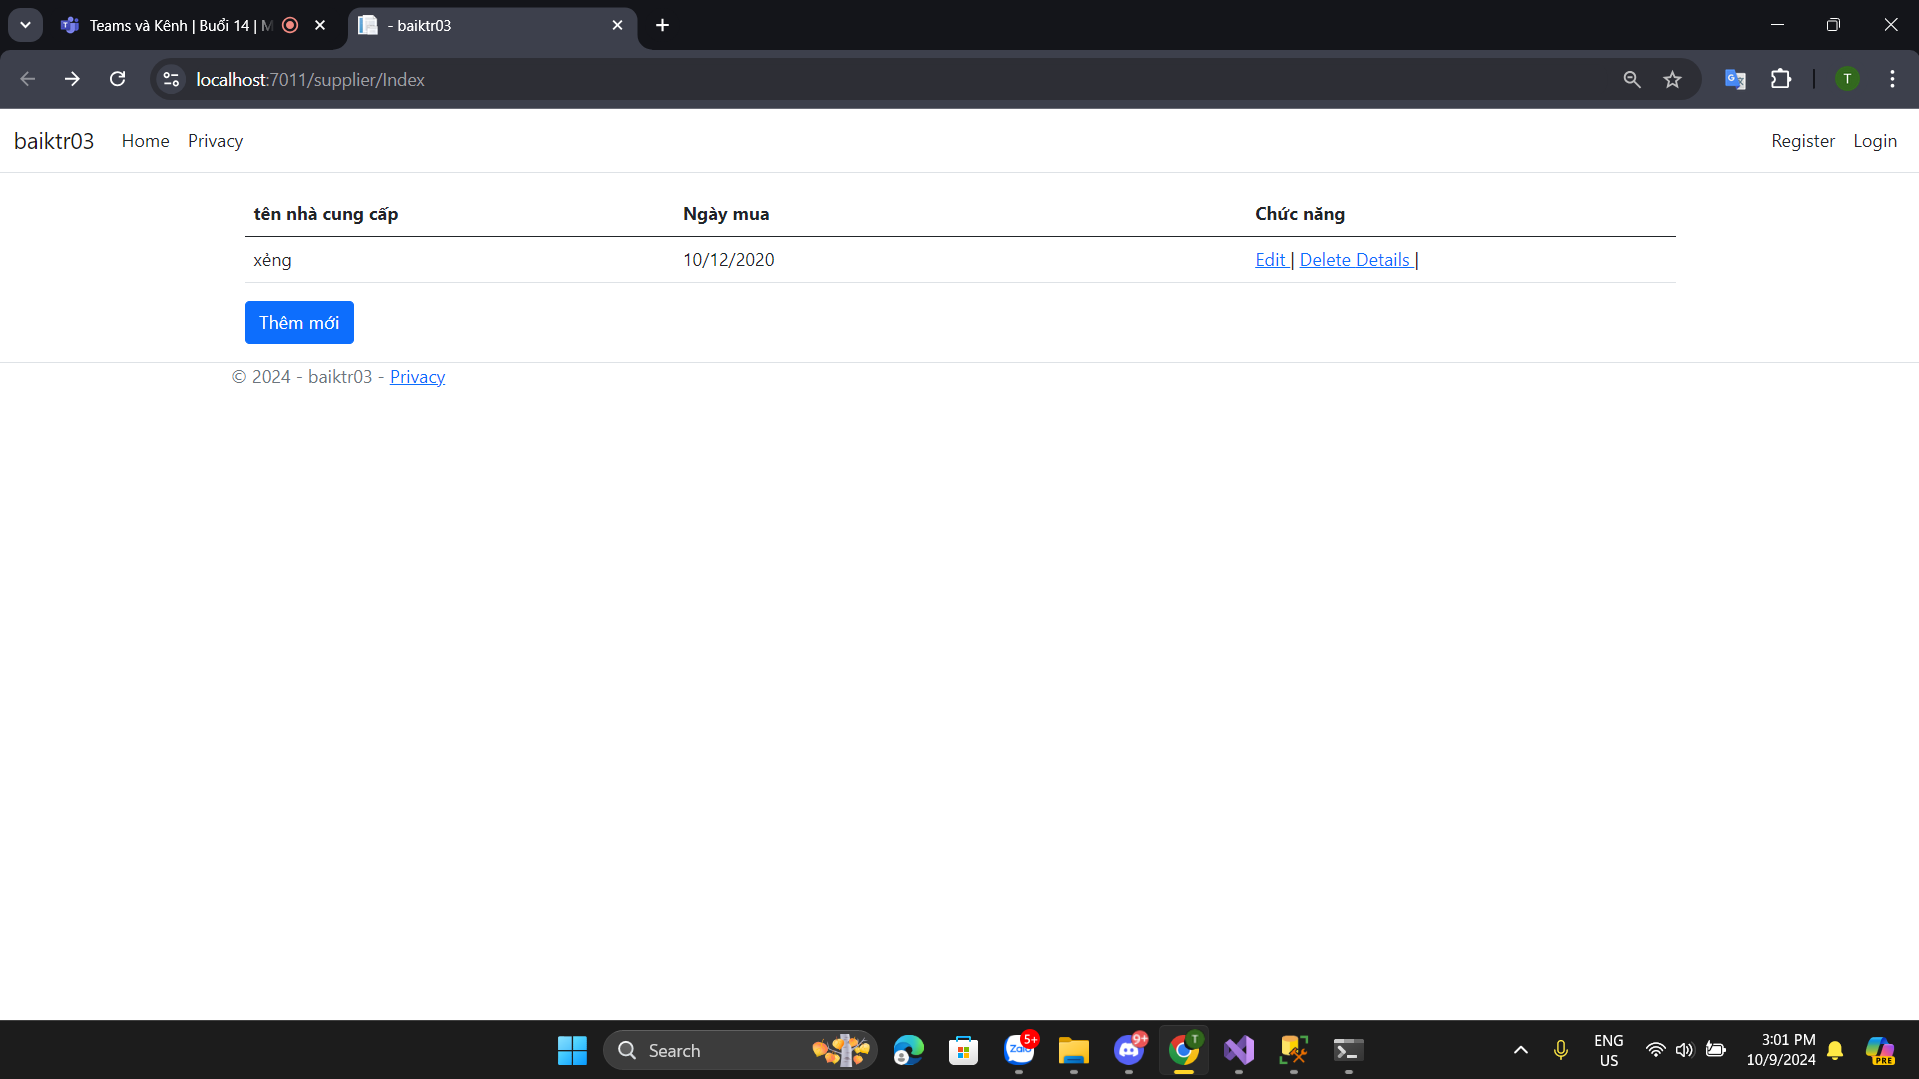 Teams và Kênh | Buổi 14 | M
- baiktr03
localhost:7011/supplier/Index
T
baiktr03 Home Privacy Register Login
tên nhà cung cấp Ngày mua Chức năng
xẻng 10/12/2020 Edit | Delete Details |
Thêm mới
© 2024 - baiktr03 - Privacy
Search
Zalo
5+
9+
T
ENG
US
3:01 PM
10/9/2024
PRE